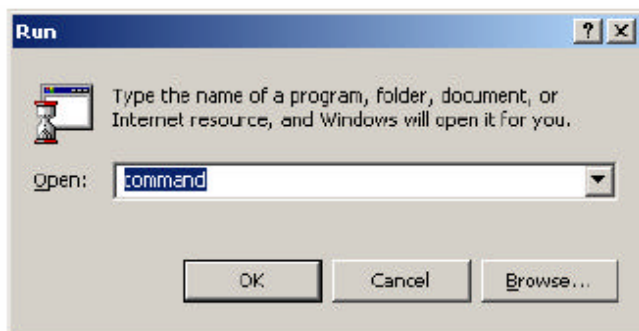 Run
Type the name of a program, folder, document, or
Internet resource, and Windows will open it for you.
Open: command
OK Cancel Browse...